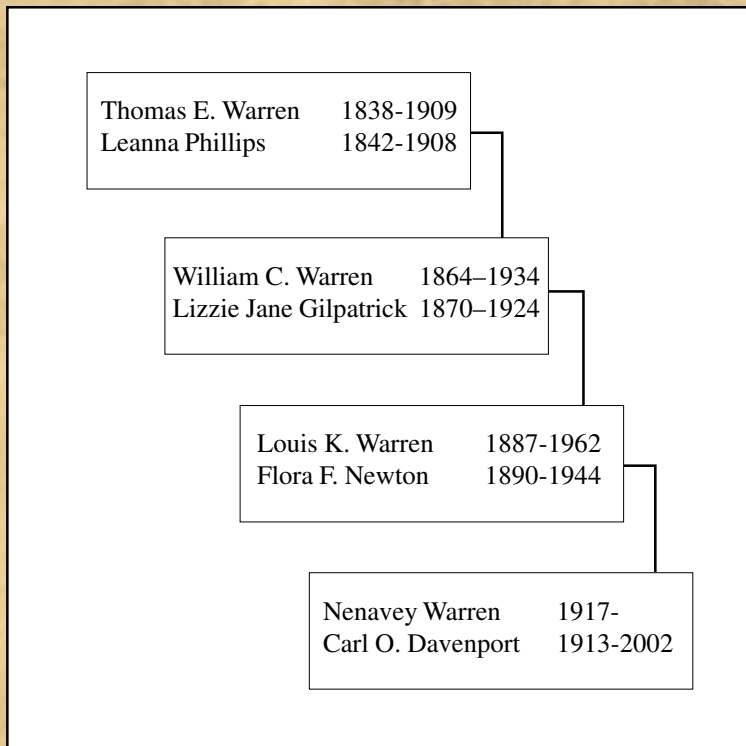 Thomas E. Warren 1838-1909
Leanna Phillips 1842-1908
William C. Warren 1864–1934
Lizzie Jane Gilpatrick 1870–1924
Louis K. Warren 1887-1962
Flora F. Newton 1890-1944
Nenavey Warren 1917-
Carl O. Davenport 1913-2002